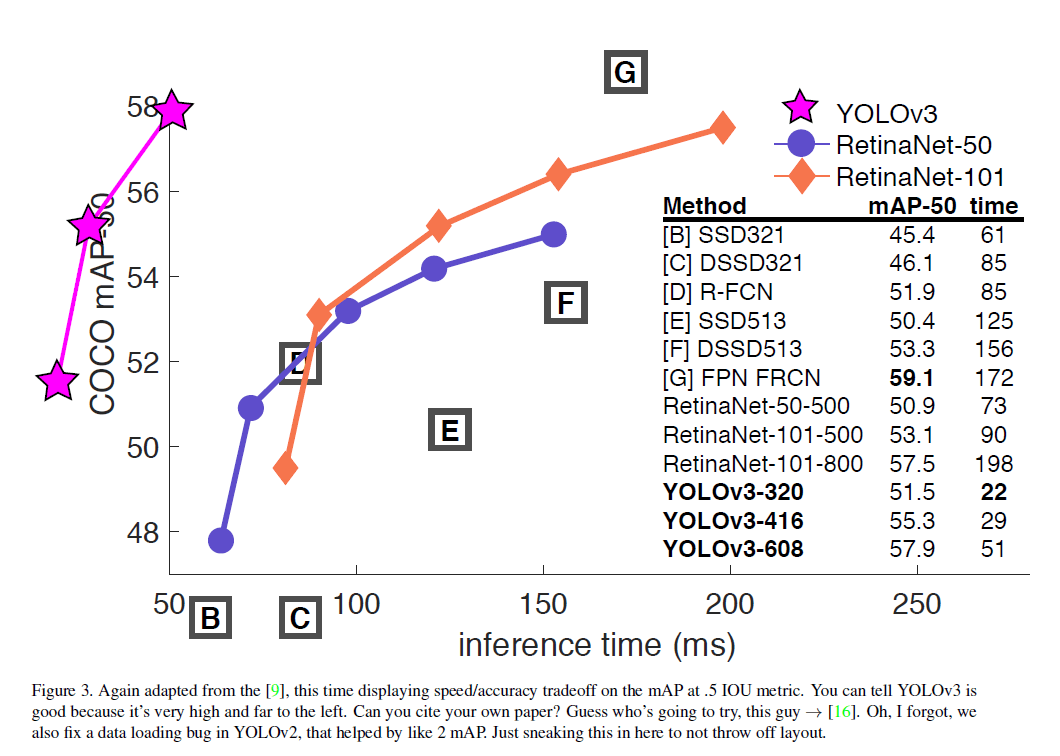 G
58
YOLOv3
RetinaNet-50
RetinaNet-101
56
54
52
50
48
COCO mAP-50
F
D
E
Method mAP-50 time
[B] SSD321 45.4 61
[C] DSSD321 46.1 85
[D] R-FCN 51.9 85
[E] SSD513 50.4 125
[F] DSSD513 53.3 156
[G] FPN FRCN 59.1 172
RetinaNet-50-500 50.9 73
RetinaNet-101-500 53.1 90
RetinaNet-101-800 57.5 198
YOLOv3-320 51.5 22
YOLOv3-416 55.3 29
YOLOv3-608 57.9 51
50 100 150 200 250
B C
inference time (ms)
Figure 3. Again adapted from the [9], this time displaying speed/accuracy tradeoff on the mAP at .5 IOU metric. You can tell YOLOv3 is
good because it's very high and far to the left. Can you cite your own paper? Guess who's going to try, this guy → [16]. Oh, I forgot, we
also fix a data loading bug in YOLOv2, that helped by like 2 mAP. Just sneaking this in here to not throw off layout.